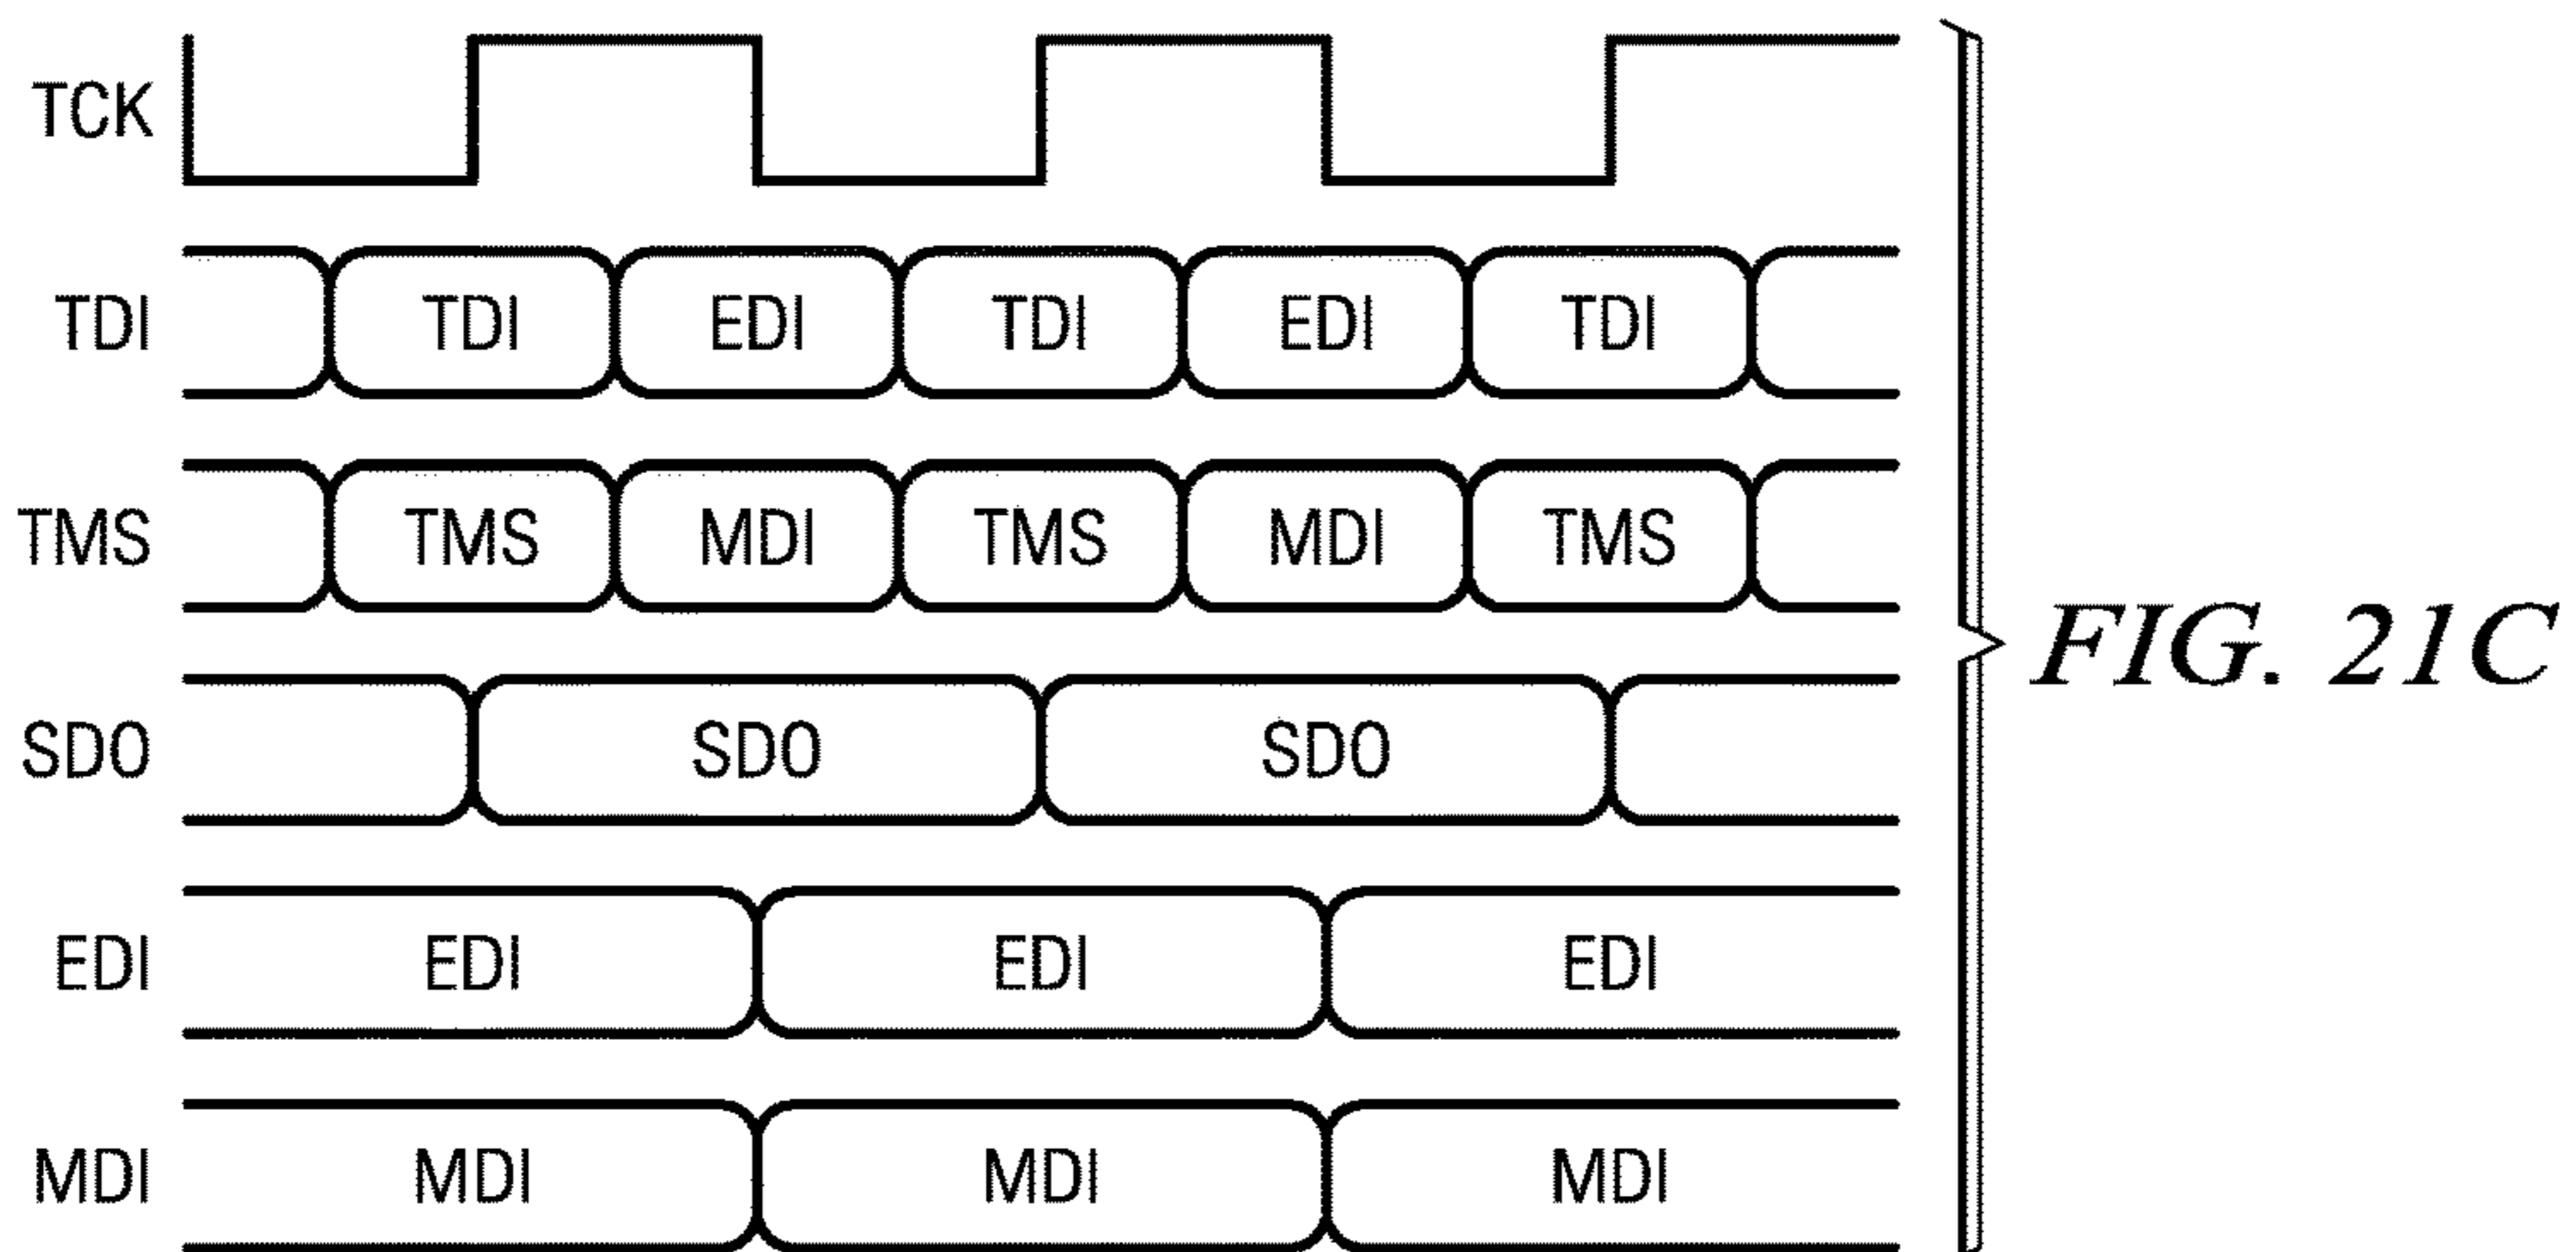 TCK
TDI TDI EDI TDI EDI TDI
TMS TMS MDI TMS MDI TMS
SDO SDO SDO
EDI EDI EDI EDI
MDI MDI MDI MDI
FIG. 21C